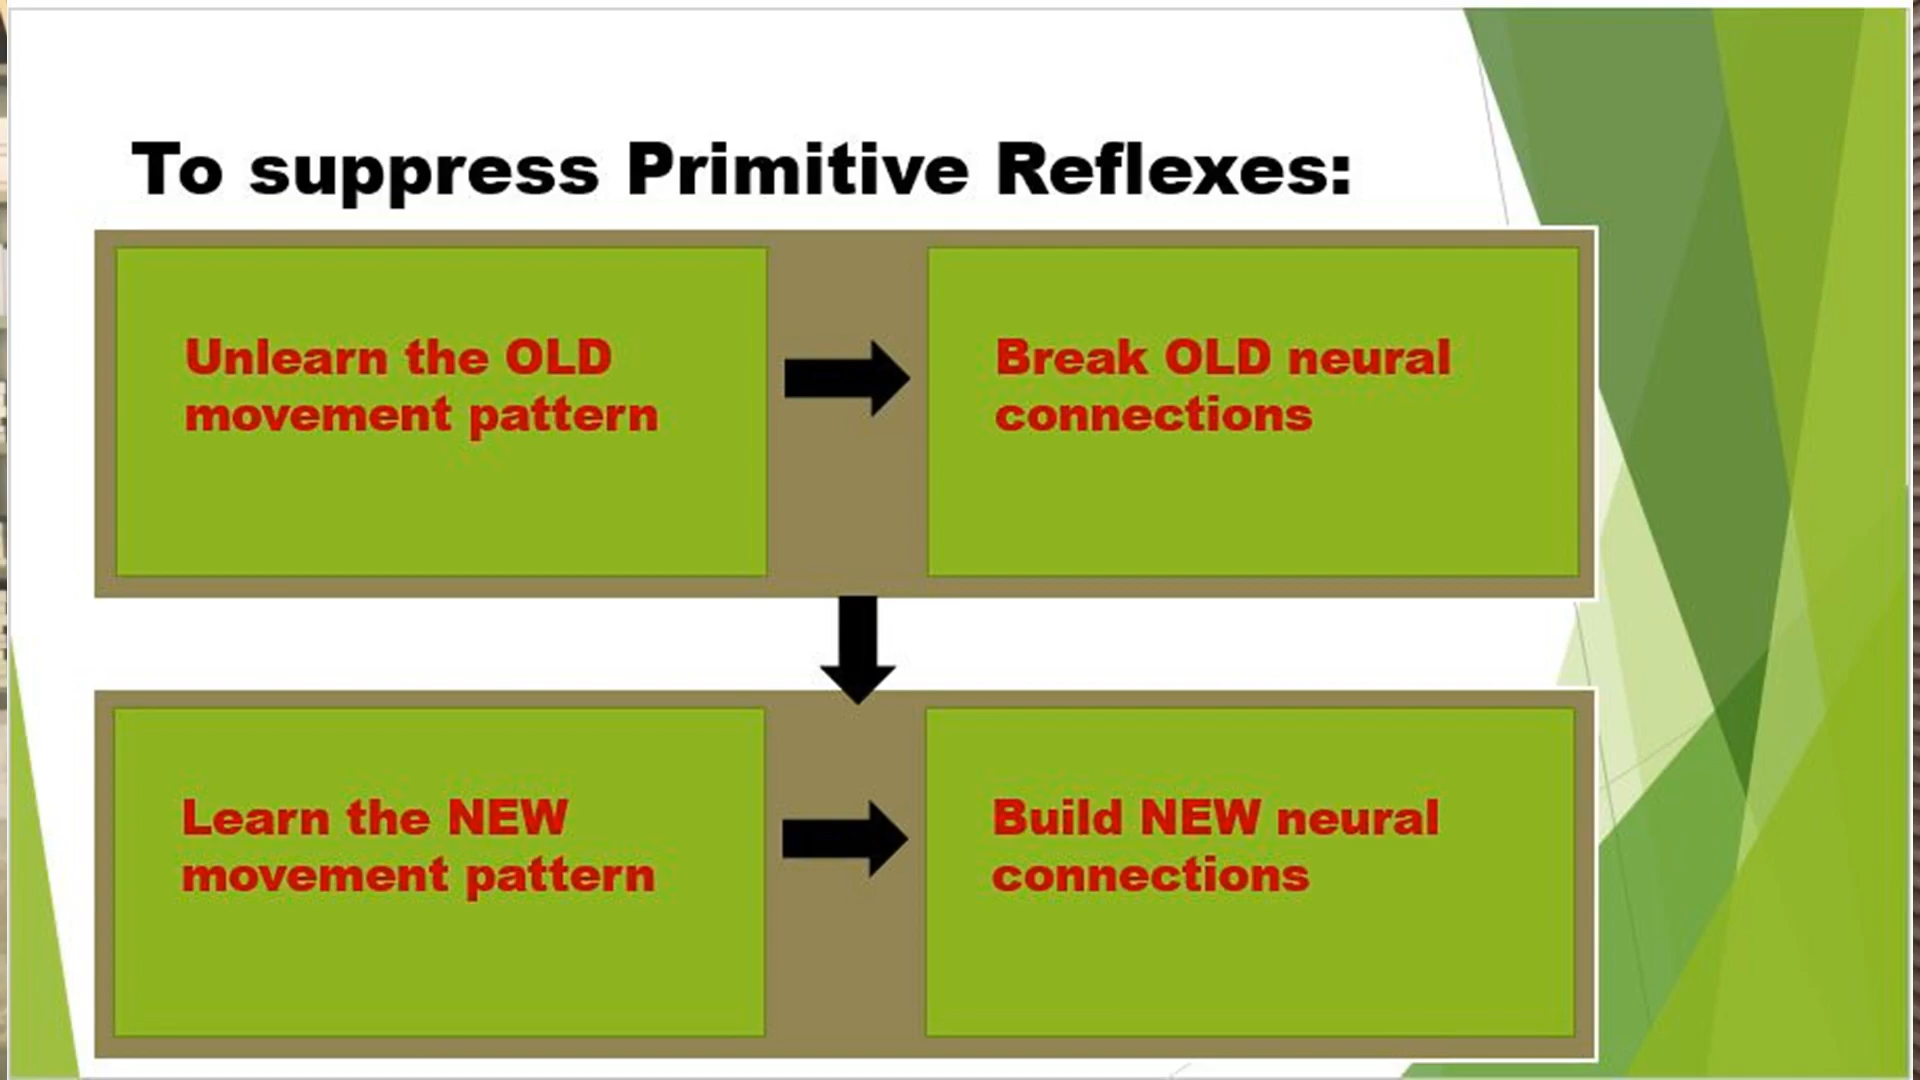 To suppress Primitive Reflexes:
Unlearn the OLD
movement pattern
Break OLD neural
connections
Learn the NEW
movement pattern
Build NEW neural
connections